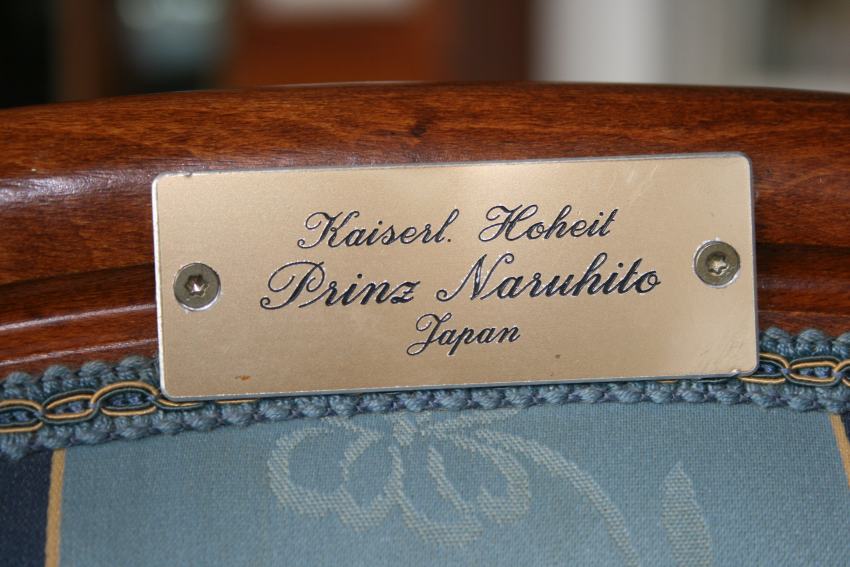 Kaiserl. Hoheit
Prinz Naruhito
Japan